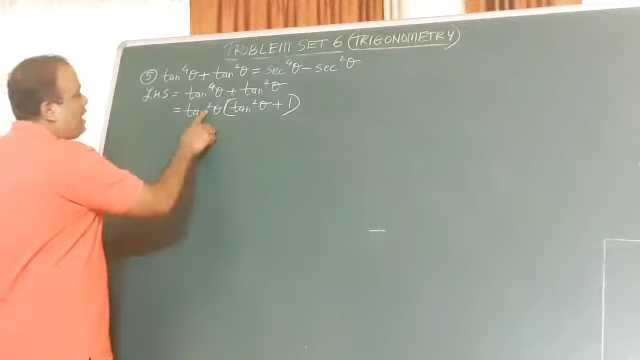 PROBLEM SET 6 (TRIGONOMETRY)
⑤ tan⁴θ + tan²θ = sec⁴θ - sec²θ
LHS = tan⁴θ + tan²θ
= tan²θ (tan²θ + 1)